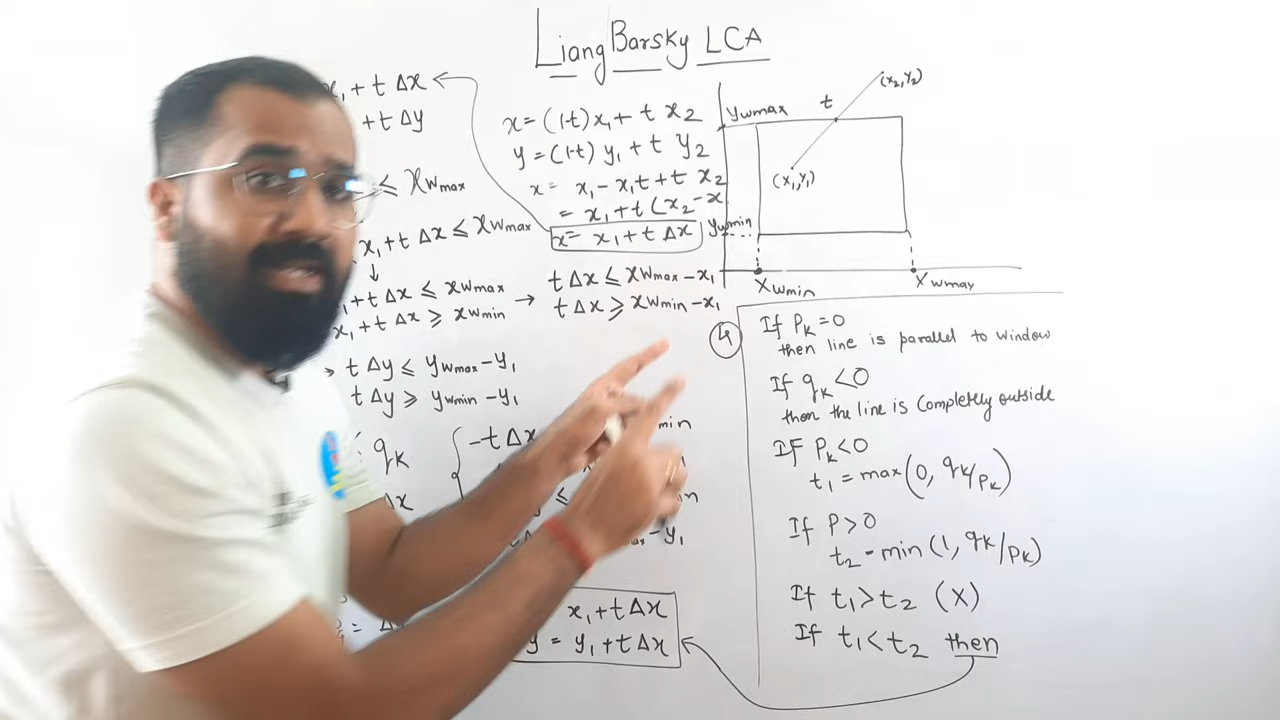 Liang Barsky LCA
x₁ + t Δx
+ t Δy
≤ xwmax
x₁ + t Δx ≤ xwmax
↓
+ t Δx ≤ xwmax
x₁ + t Δx ≥ xwmin →
t Δy ≤ ywmax - y₁
t Δy ≥ ywmin - y₁
qk
Δx
x = (1-t) x₁ + t x₂
y = (1-t) y₁ + t y₂
x = x₁ - x₁t + t x₂
= x₁ + t (x₂ - x
x = x₁ + t Δx
t Δx ≤ xwmax - x₁
t Δx ≥ xwmin - x₁
-t Δx
min
min
- y₁
x₁ + t Δx
y = y₁ + t Δx
ywmax
t
(x₂, y₂)
(x₁, y₁)
ywmin
xwmin
xwmax
4
If Pk = 0
then line is parallel to window
If qk < 0
then the line is completely outside
If Pk < 0
t₁ = max (0, qk/Pk)
If P > 0
t₂ = min (1, qk/Pk)
If t₁ > t₂ (X)
If t₁ < t₂ then